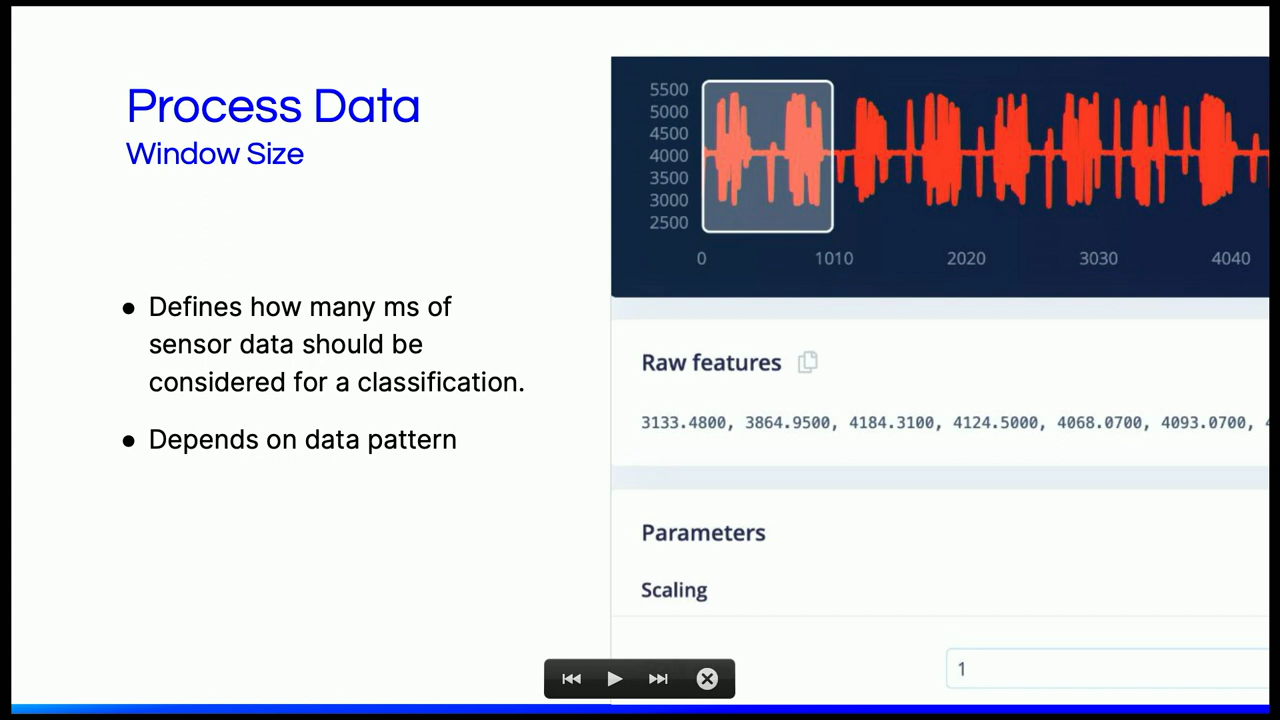 Process Data
Window Size
● Defines how many ms of
sensor data should be
considered for a classification.
● Depends on data pattern
5500
5000
4500
4000
3500
3000
2500
0 1010 2020 3030 4040
Raw features
3133.4800, 3864.9500, 4184.3100, 4124.5000, 4068.0700, 4093.0700,
Parameters
Scaling
1